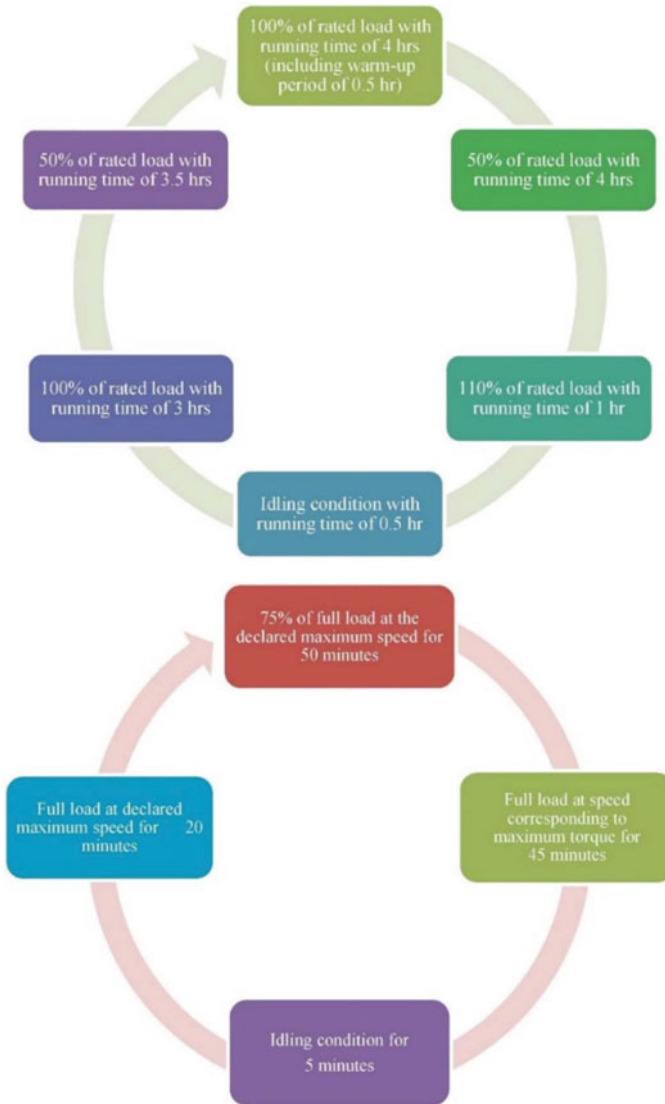 100% of rated load with
running time of 4 hrs
(including warm-up
period of 0.5 hr)
50% of rated load with
running time of 3.5 hrs
50% of rated load with
running time of 4 hrs
100% of rated load with
running time of 3 hrs
110% of rated load with
running time of 1 hr
Idling condition with
running time of 0.5 hr
75% of full load at the
declared maximum speed for
50 minutes
Full load at declared
maximum speed for 20
minutes
Full load at speed
corresponding to
maximum torque for
45 minutes
Idling condition for
5 minutes